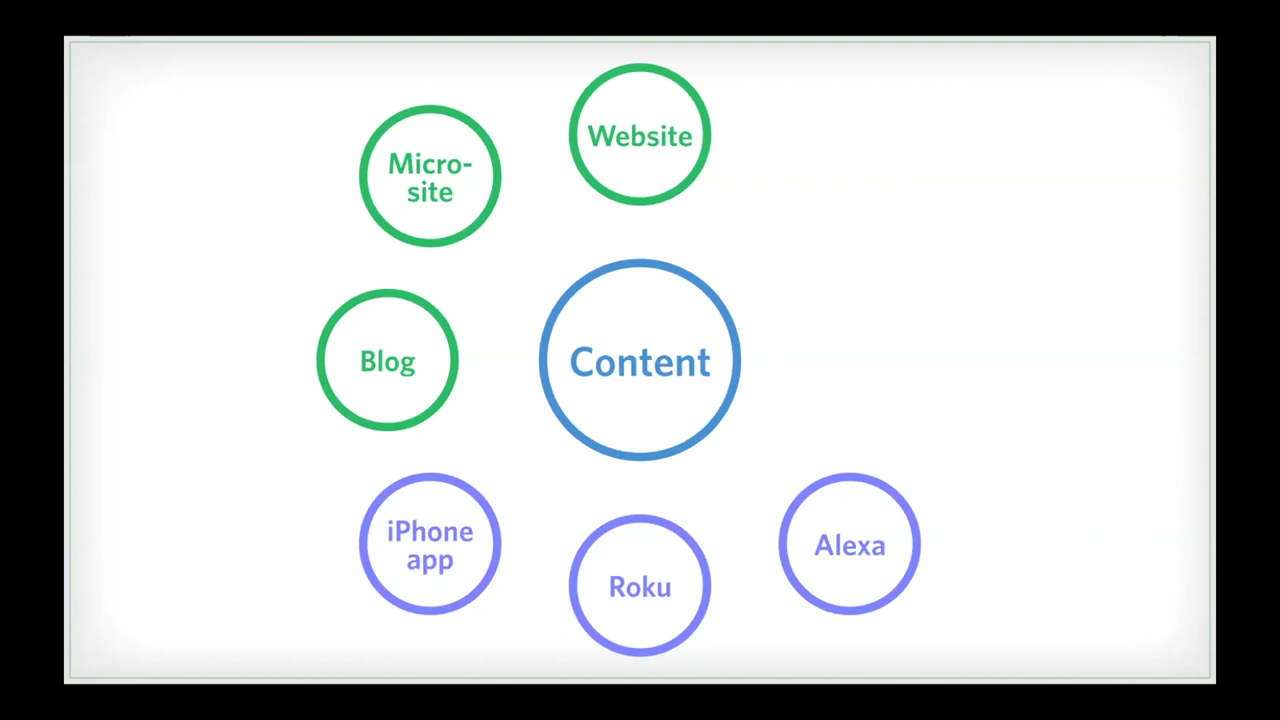 Website
Micro-
site
Blog
Content
iPhone
app
Roku
Alexa